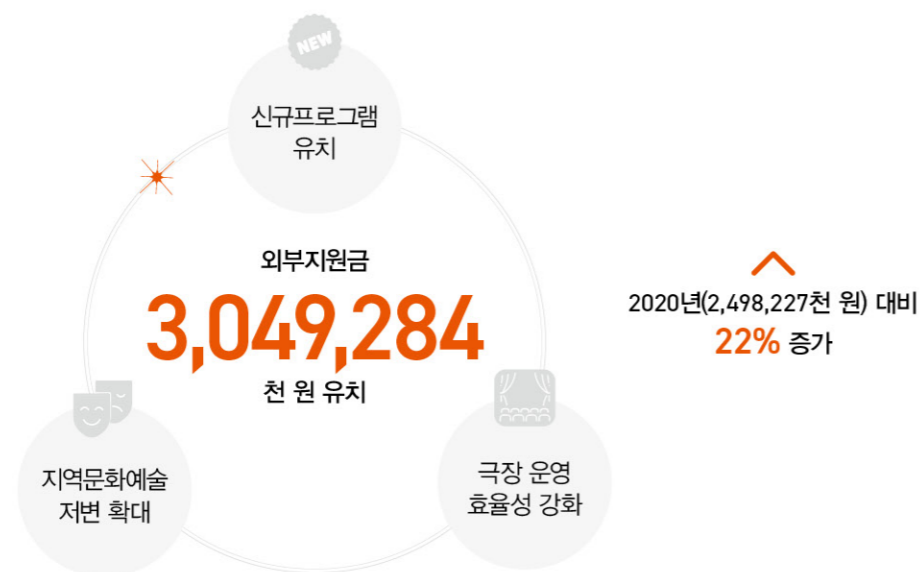 NEW
신규프로그램
유치
외부지원금
3,049,284
천 원 유치
2020년(2,498,227천 원) 대비
22% 증가
지역문화예술
저변 확대
극장 운영
효율성 강화